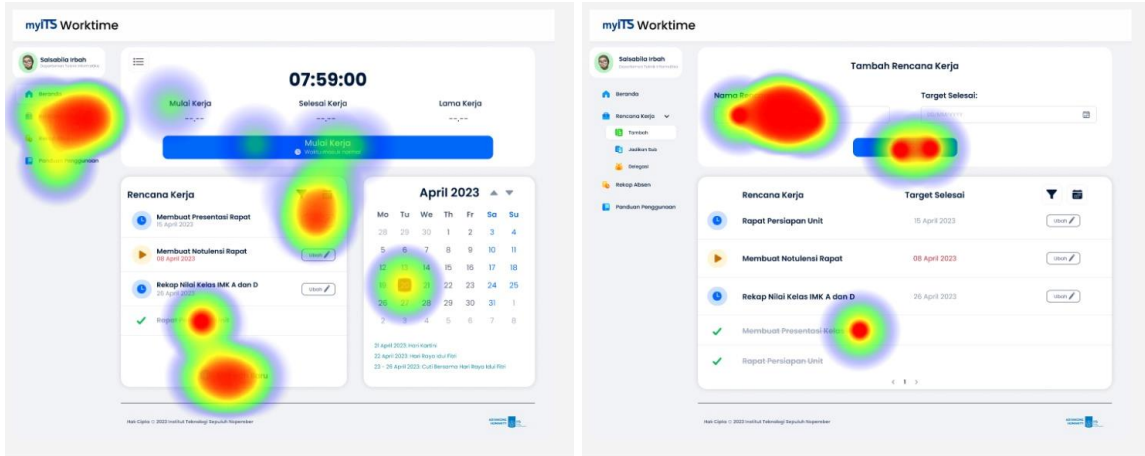 myITS Worktime
Salsabila Irbah
Beranda
Panduan Penggunaan
07:59:00
Mulai Kerja
Selesai Kerja
Lama Kerja
--.--
--.--
--.--
Mulai Kerja
Rencana Kerja
Membuat Presentasi Rapat
15 April 2023
Membuat Notulensi Rapat
08 April 2023
Ubah
Rekap Nilai Kelas IMK A dan D
26 April 2023
Ubah
April 2023
Mo Tu We Th Fr Sa Su
28 29 30 1 2 3 4
5 6 7 8 9 10 11
12 13 14 15 16 17 18
19 20 21 22 23 24 25
26 27 28 29 30 31 1
2 3 4 5 6 7 8
21 April 2023: Hari Kartini
22 April 2023: Hari Raya Idul Fitri
23 - 26 April 2023: Cuti Bersama Hari Raya Idul Fitri
Hak Cipta © 2023 Institut Teknologi Sepuluh Nopember
myITS Worktime
Salsabila Irbah
Beranda
Rencana Kerja
Tambah
Jadikan Sub
Delegasi
Rekap Absen
Panduan Penggunaan
Tambah Rencana Kerja
Nama
Target Selesai:
DD/MM/YYYY
Rencana Kerja
Target Selesai
Rapat Persiapan Unit
15 April 2023
Ubah
Membuat Notulensi Rapat
08 April 2023
Ubah
Rekap Nilai Kelas IMK A dan D
26 April 2023
Ubah
Membuat Presentasi Kelas
Rapat Persiapan Unit
< 1 >
Hak Cipta © 2023 Institut Teknologi Sepuluh Nopember